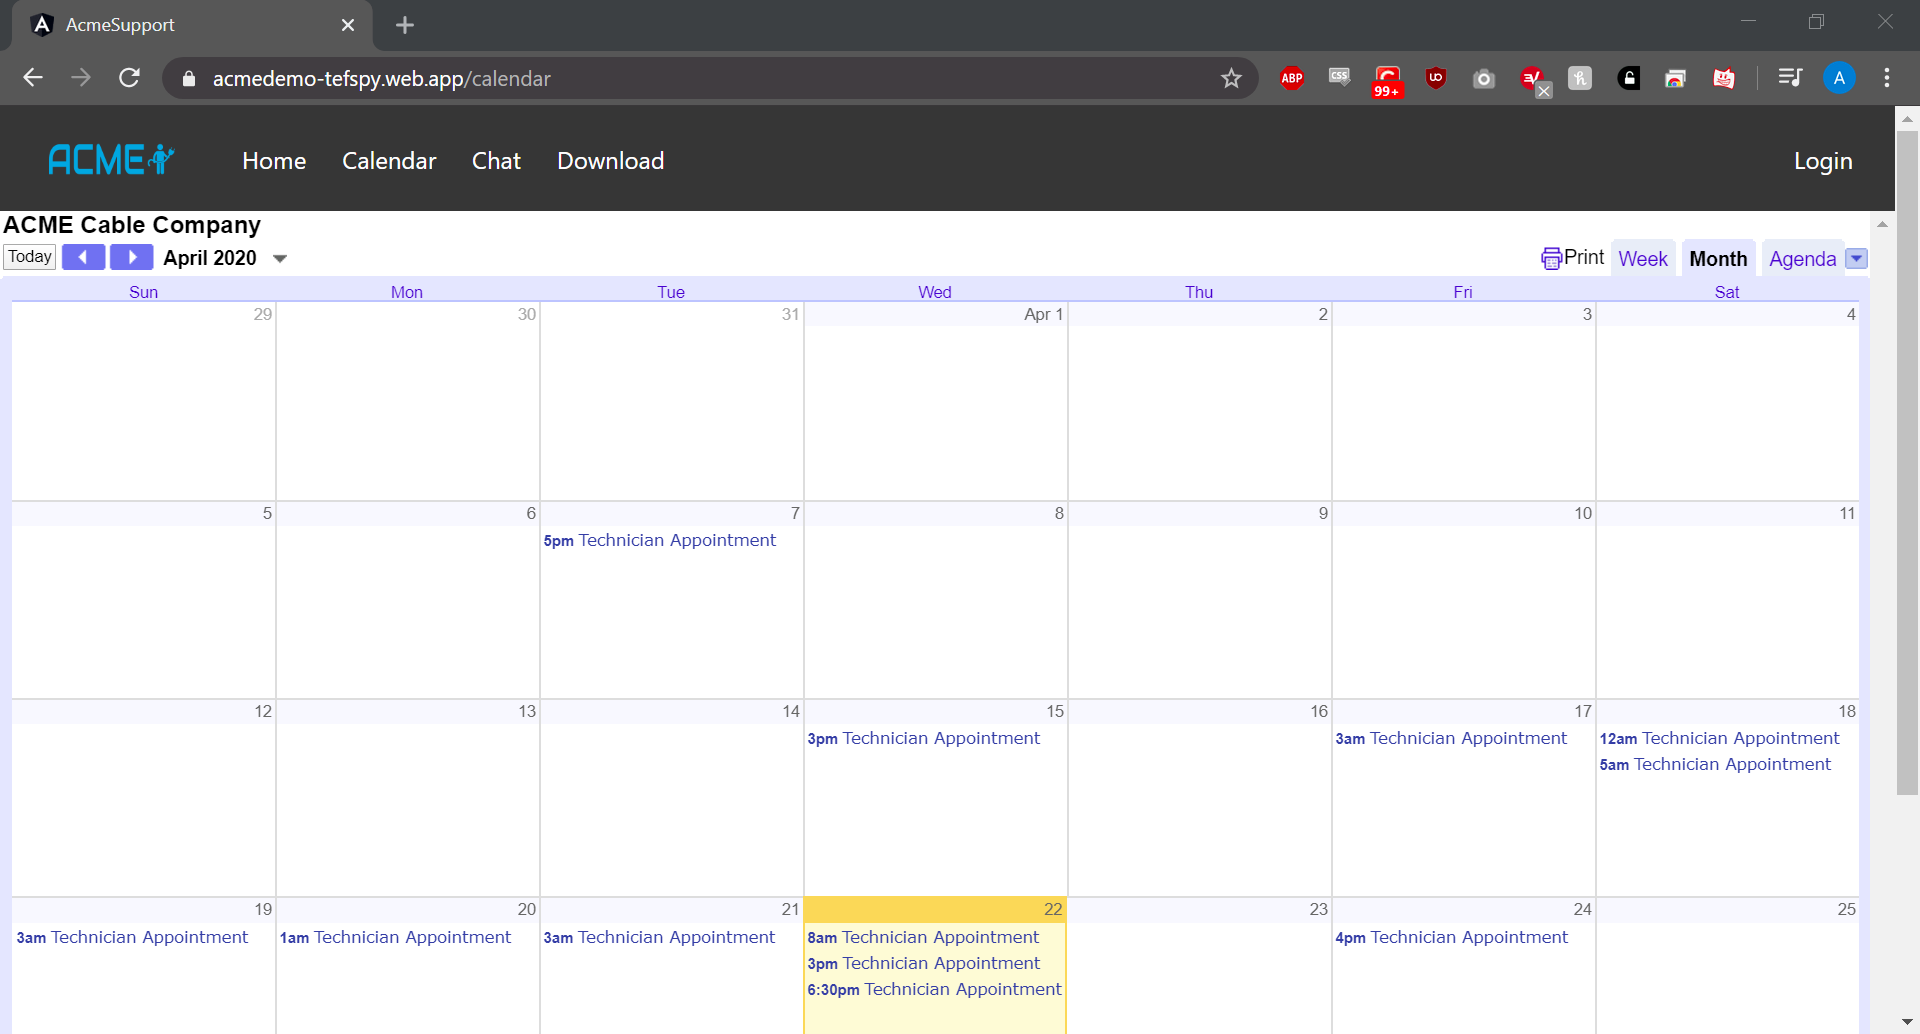 AcmeSupport
acmedemo-tefspy.web.app/calendar
ABP CSS 99+ A
ACME Home Calendar Chat Download Login
ACME Cable Company
Today April 2020 Print Week Month Agenda
Sun Mon Tue Wed Thu Fri Sat
29 30 31 Apr 1 2 3 4
5 6 7 8 9 10 11
5pm Technician Appointment
12 13 14 15 16 17 18
3pm Technician Appointment 3am Technician Appointment 12am Technician Appointment
5am Technician Appointment
19 20 21 22 23 24 25
3am Technician Appointment 1am Technician Appointment 3am Technician Appointment 8am Technician Appointment 4pm Technician Appointment
3pm Technician Appointment
6:30pm Technician Appointment